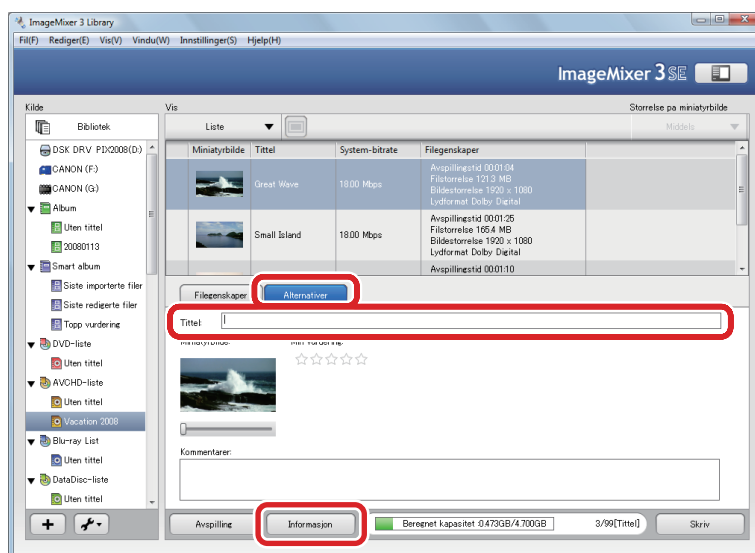 ImageMixer 3 Library
Fil(F) Rediger(E) Vis(V) Vindu(W) Innstillinger(S) Hjelp(H)
ImageMixer 3 SE
Kilde
Vis
Storrelse pa miniatyrbilde
Bibliotek
Liste
Middels
DSK DRV PIX2008(D:)
CANON (F:)
CANON (G:)
Album
Uten tittel
20080113
Smart album
Siste importerte filer
Siste redigerte filer
Topp vurdering
DVD-liste
Uten tittel
AVCHD-liste
Uten tittel
Vacation 2008
Blu-ray List
Uten tittel
DataDisc-liste
Uten tittel
Miniatyrbilde Tittel System-bitrate Filegenskaper
Great Wave
18.00 Mbps
Avspillingstid 00:01:04
Filstorrelse 121.3 MB
Bildestorrelse 1920 x 1080
Lydformat Dolby Digital
Small Island
18.00 Mbps
Avspillingstid 00:01:25
Filstorrelse 165.4 MB
Bildestorrelse 1920 x 1080
Lydformat Dolby Digital
Avspillingstid 00:01:10
Filegenskaper
Alternativer
Tittel:
Miniatyrbilde:
Min vurdering:
Kommentarer:
Avspilling
Informasjon
Beregnet kapasitet :0.473GB/4.700GB
3/99[Tittel]
Skriv